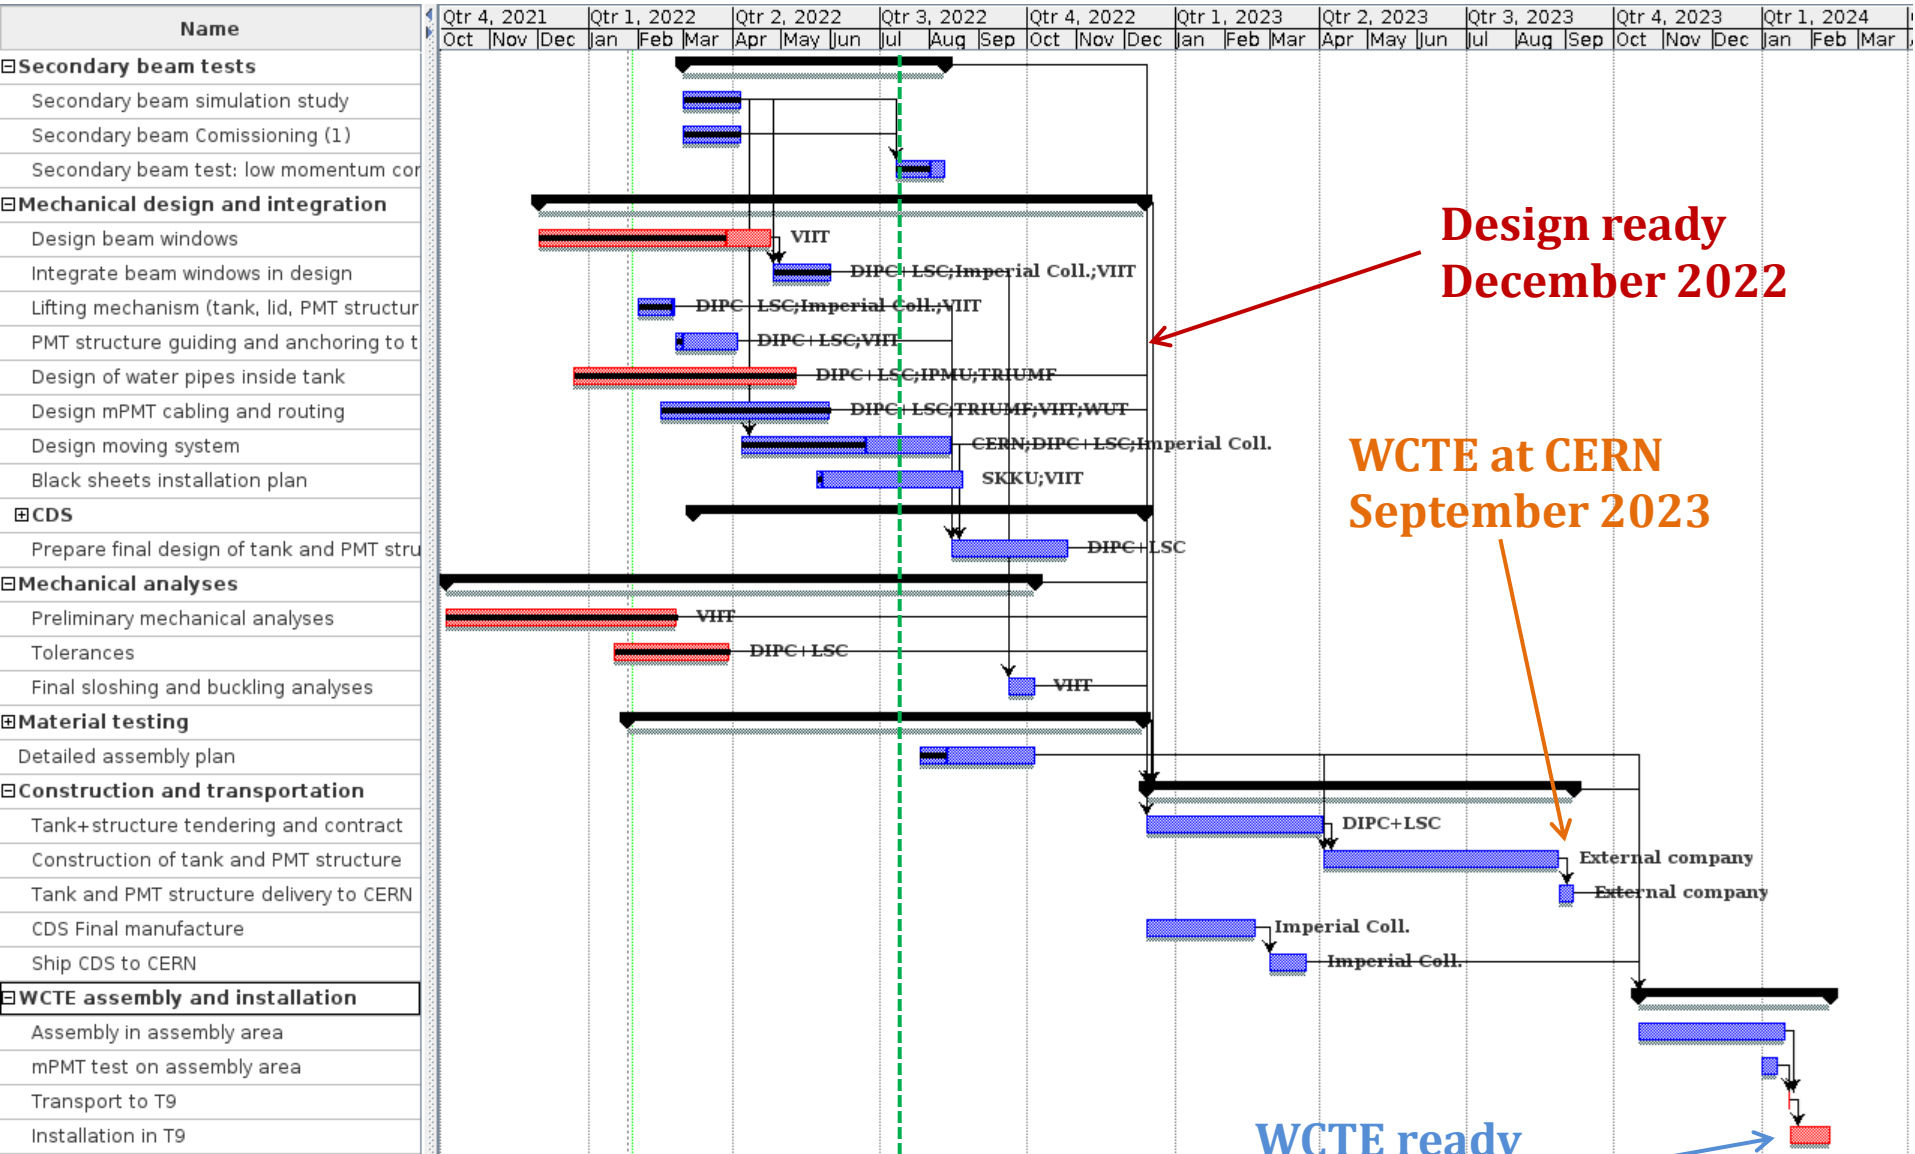 Name
Qtr 4, 2021 Qtr 1, 2022 Qtr 2, 2022 Qtr 3, 2022 Qtr 4, 2022 Qtr 1, 2023 Qtr 2, 2023 Qtr 3, 2023 Qtr 4, 2023 Qtr 1, 2024
Oct Nov Dec Jan Feb Mar Apr May Jun Jul Aug Sep Oct Nov Dec Jan Feb Mar Apr May Jun Jul Aug Sep Oct Nov Dec Jan Feb Mar
Secondary beam tests
Secondary beam simulation study
Secondary beam Comissioning (1)
Secondary beam test: low momentum cor
Mechanical design and integration
Design beam windows VIIT
Integrate beam windows in design DIPC+LSC;Imperial Coll.;VIIT
Lifting mechanism (tank, lid, PMT structur DIPC+LSC;Imperial Coll.;VIIT
PMT structure guiding and anchoring to t DIPC+LSC;VIIT
Design of water pipes inside tank DIPC+LSC;IPMU;TRIUMF
Design mPMT cabling and routing DIPC+LSC;TRIUMF;VIIT;WUT
Design moving system CERN;DIPC+LSC;Imperial Coll.
Black sheets installation plan SKKU;VIIT
CDS
Prepare final design of tank and PMT stru DIPC+LSC
Mechanical analyses
Preliminary mechanical analyses VIIT
Tolerances DIPC+LSC
Final sloshing and buckling analyses VIIT
Material testing
Detailed assembly plan
Construction and transportation
Tank+structure tendering and contract DIPC+LSC
Construction of tank and PMT structure External company
Tank and PMT structure delivery to CERN External company
CDS Final manufacture Imperial Coll.
Ship CDS to CERN Imperial Coll.
WCTE assembly and installation
Assembly in assembly area
mPMT test on assembly area
Transport to T9
Installation in T9
Design ready
December 2022
WCTE at CERN
September 2023
WCTE ready